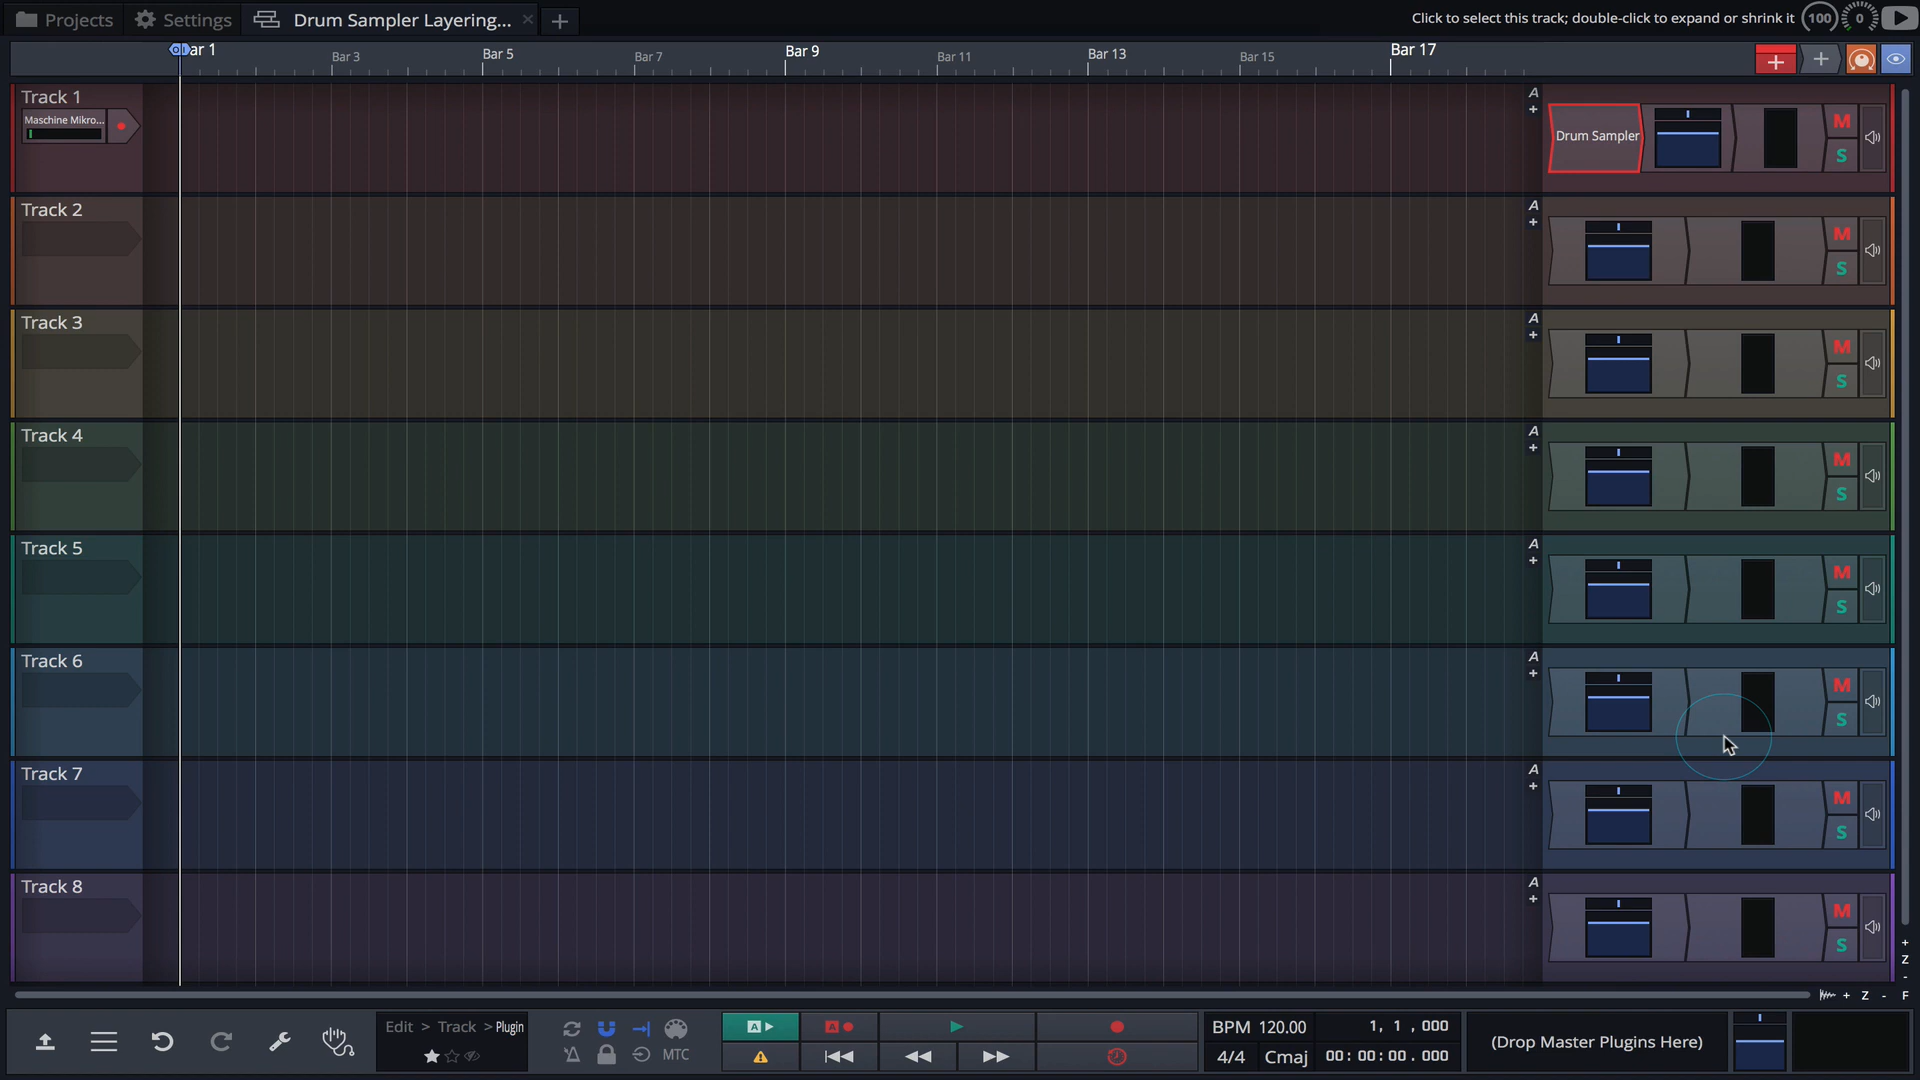 Projects
Settings
Drum Sampler Layering...
Click to select this track; double-click to expand or shrink it
100
0
ar 1
Bar 3
Bar 5
Bar 7
Bar 9
Bar 11
Bar 13
Bar 15
Bar 17
Track 1
Maschine Mikro...
A
Drum Sampler
M
S
Track 2
A
M
S
Track 3
A
M
S
Track 4
A
M
S
Track 5
A
M
S
Track 6
A
M
S
Track 7
A
M
S
Track 8
A
M
S
+
Z
-
+ Z - F
Edit > Track > Plugin
MTC
A
A
BPM 120.00
1, 1 , 000
4/4 Cmaj
00: 00: 00. 000
(Drop Master Plugins Here)